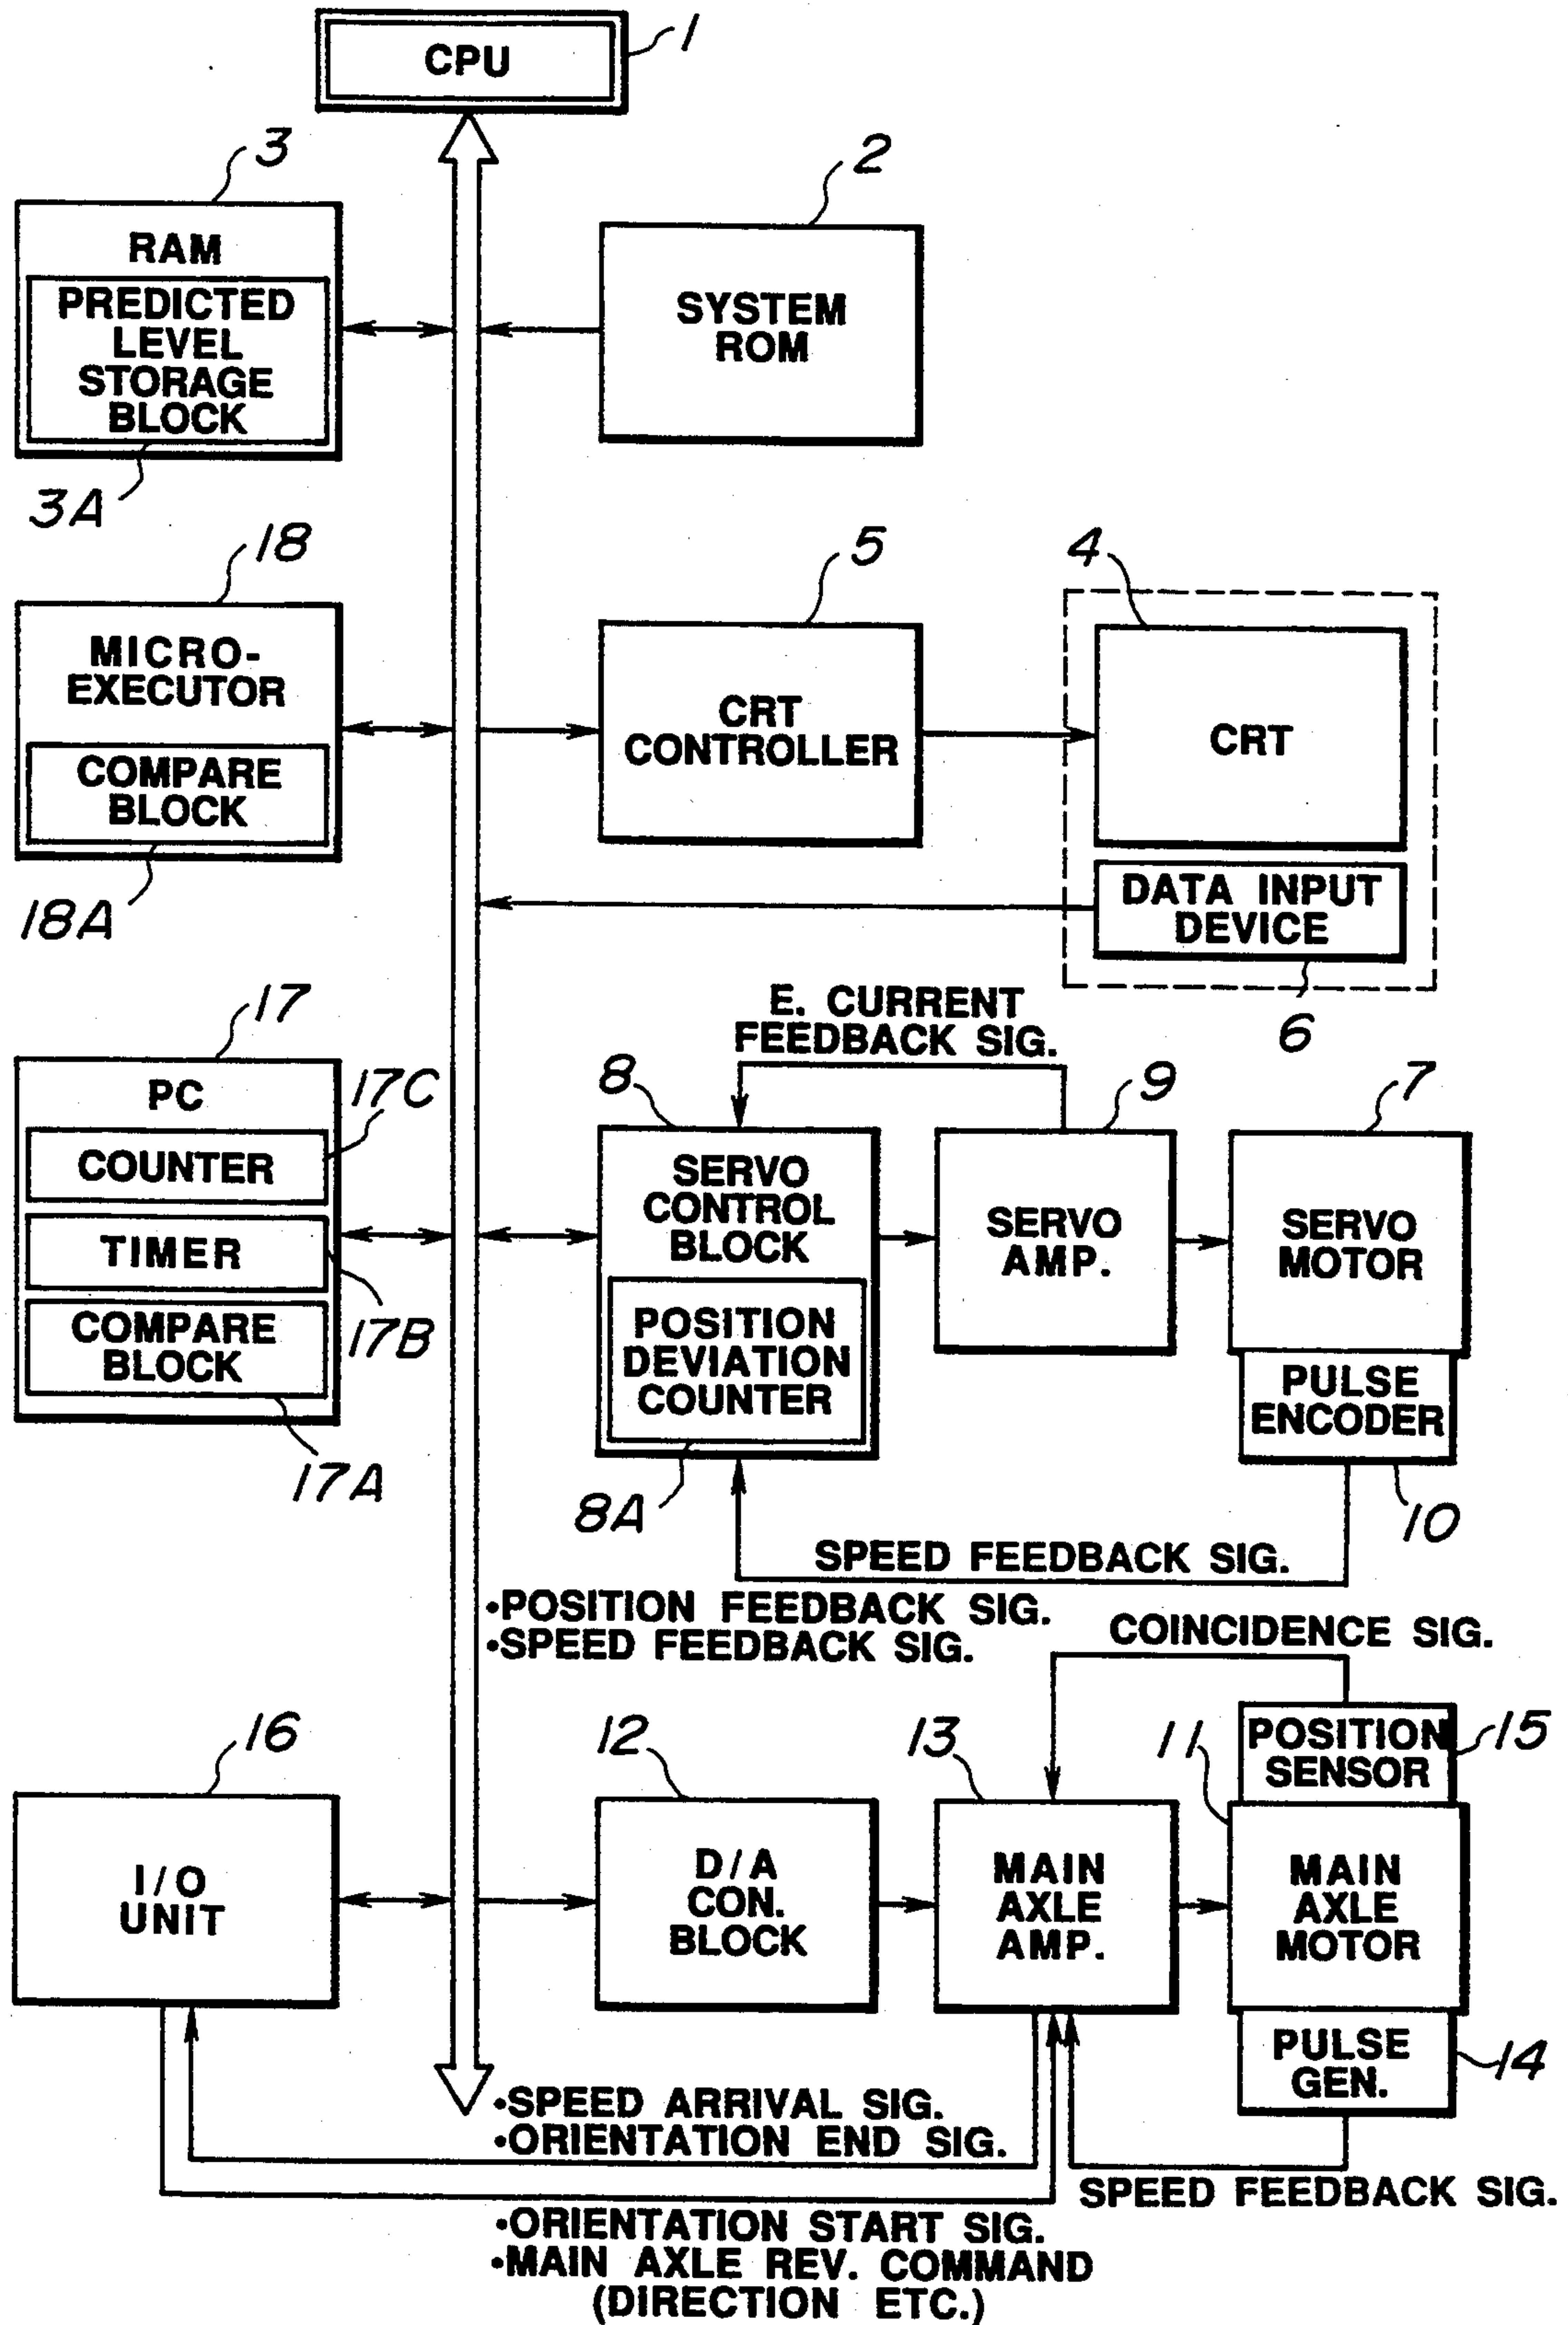 CPU
1
3
RAM
PREDICTED
LEVEL
STORAGE
BLOCK
3A
2
SYSTEM
ROM
18
MICRO-
EXECUTOR
COMPARE
BLOCK
18A
5
CRT
CONTROLLER
4
CRT
DATA INPUT
DEVICE
6
17
PC
17C
COUNTER
TIMER
17B
COMPARE
BLOCK
17A
E. CURRENT
FEEDBACK SIG.
8
SERVO
CONTROL
BLOCK
POSITION
DEVIATION
COUNTER
8A
9
SERVO
AMP.
7
SERVO
MOTOR
PULSE
ENCODER
10
SPEED FEEDBACK SIG.
•POSITION FEEDBACK SIG.
•SPEED FEEDBACK SIG.
COINCIDENCE SIG.
16
I/O
UNIT
12
D/A
CON.
BLOCK
13
MAIN
AXLE
AMP.
11
POSITION
SENSOR
15
MAIN
AXLE
MOTOR
PULSE
GEN.
14
•SPEED ARRIVAL SIG.
•ORIENTATION END SIG.
SPEED FEEDBACK SIG.
•ORIENTATION START SIG.
•MAIN AXLE REV. COMMAND
(DIRECTION ETC.)